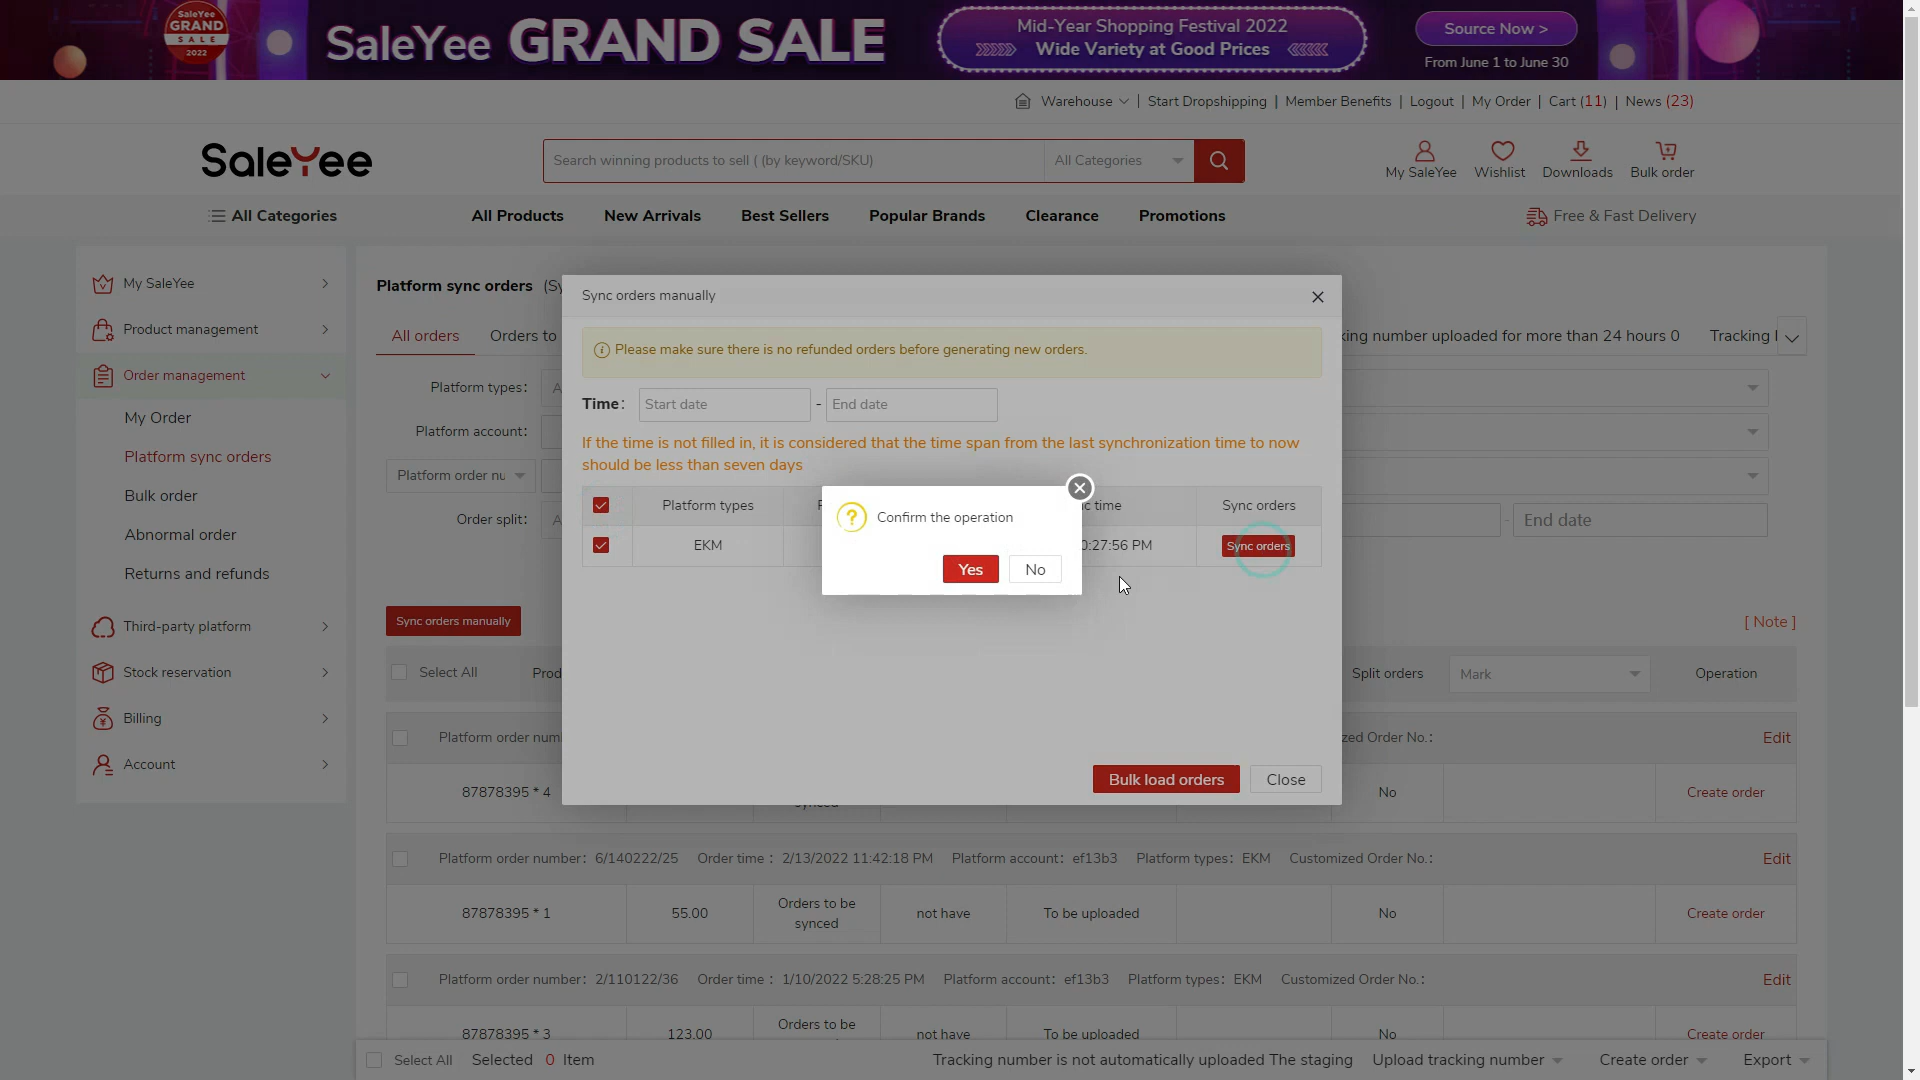 SaleYee
GRAND
SALE
2022
SaleYee GRAND SALE
Mid-Year Shopping Festival 2022
Wide Variety at Good Prices
Source Now >
From June 1 to June 30
Warehouse | Start Dropshipping | Member Benefits | Logout | My Order | Cart (11) | News (23)
SaleYee
Search winning products to sell ( (by keyword/SKU)
All Categories
My SaleYee
Wishlist
Downloads
Bulk order
All Categories
All Products
New Arrivals
Best Sellers
Popular Brands
Clearance
Promotions
Free & Fast Delivery
My SaleYee
Product management
Order management
My Order
Platform sync orders
Bulk order
Abnormal order
Returns and refunds
Third-party platform
Stock reservation
Billing
Account
Platform sync orders
All orders
Orders to
king number uploaded for more than 24 hours 0
Tracking
Platform types:
Platform account:
Platform order nu
Order split:
End date
Sync orders manually
Please make sure there is no refunded orders before generating new orders.
Time:
Start date
-
End date
If the time is not filled in, it is considered that the time span from the last synchronization time to now
should be less than seven days
Platform types
time
Sync orders
EKM
0:27:56 PM
Sync orders
Confirm the operation
Yes
No
Bulk load orders
Close
Sync orders manually
[ Note ]
Select All
Prod
Split orders
Mark
Operation
Platform order num
zed Order No.:
Edit
87878395 * 4
synced
No
Create order
Platform order number: 6/140222/25 Order time : 2/13/2022 11:42:18 PM Platform account: ef13b3 Platform types: EKM Customized Order No.:
Edit
87878395 * 1
55.00
Orders to be
synced
not have
To be uploaded
No
Create order
Platform order number: 2/110122/36 Order time : 1/10/2022 5:28:25 PM Platform account: ef13b3 Platform types: EKM Customized Order No.:
Edit
87878395 * 3
123.00
Orders to be
not have
To be uploaded
No
Create order
Select All
Selected 0 Item
Tracking number is not automatically uploaded The staging
Upload tracking number
Create order
Export